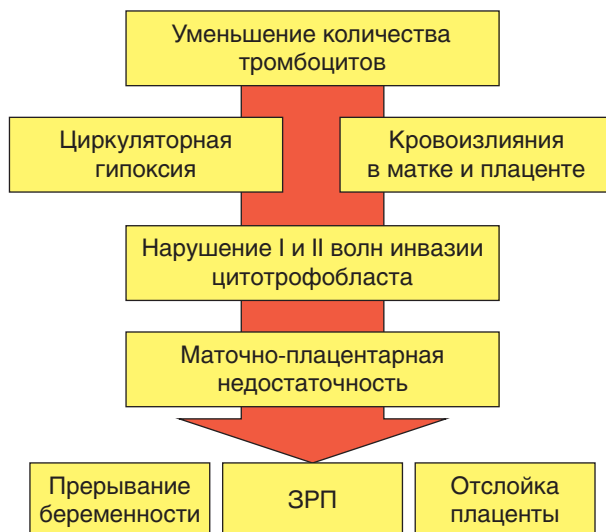 Уменьшение количества
тромбоцитов
Циркуляторная
гипоксия
Кровоизлияния
в матке и плаценте
Нарушение I и II волн инвазии
цитотрофобласта
Маточно-плацентарная
недостаточность
Прерывание
беременности
ЗРП
Отслойка
плаценты